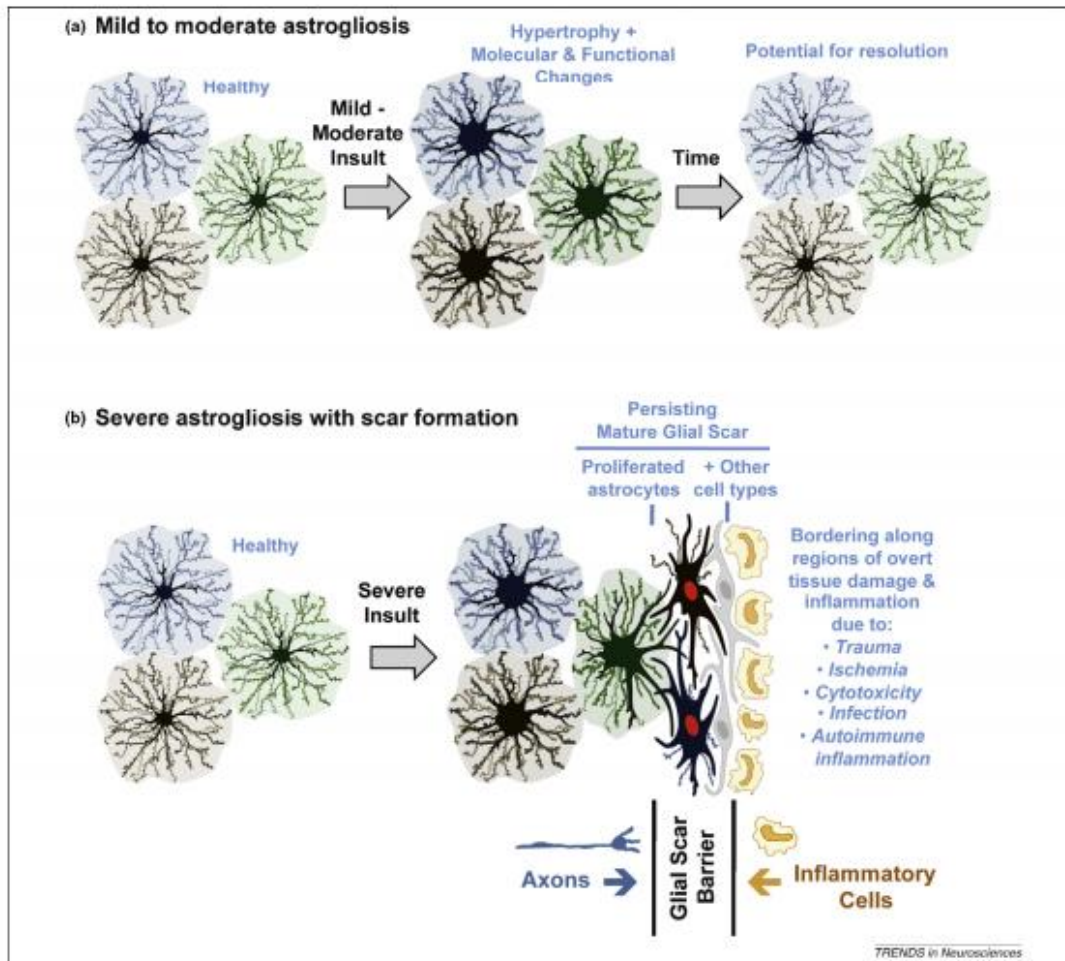 (a) Mild to moderate astrogliosis
Healthy
Mild -
Moderate
Insult
Hypertrophy +
Molecular & Functional
Changes
Time
Potential for resolution
(b) Severe astrogliosis with scar formation
Healthy
Severe
Insult
Persisting
Mature Glial Scar
Proliferated
astrocytes
+ Other
cell types
Bordering along
regions of overt
tissue damage &
inflammation
due to:
• Trauma
• Ischemia
• Cytotoxicity
• Infection
• Autoimmune
inflammation
Axons
Glial Scar
Barrier
Inflammatory
Cells
TRENDS in Neurosciences